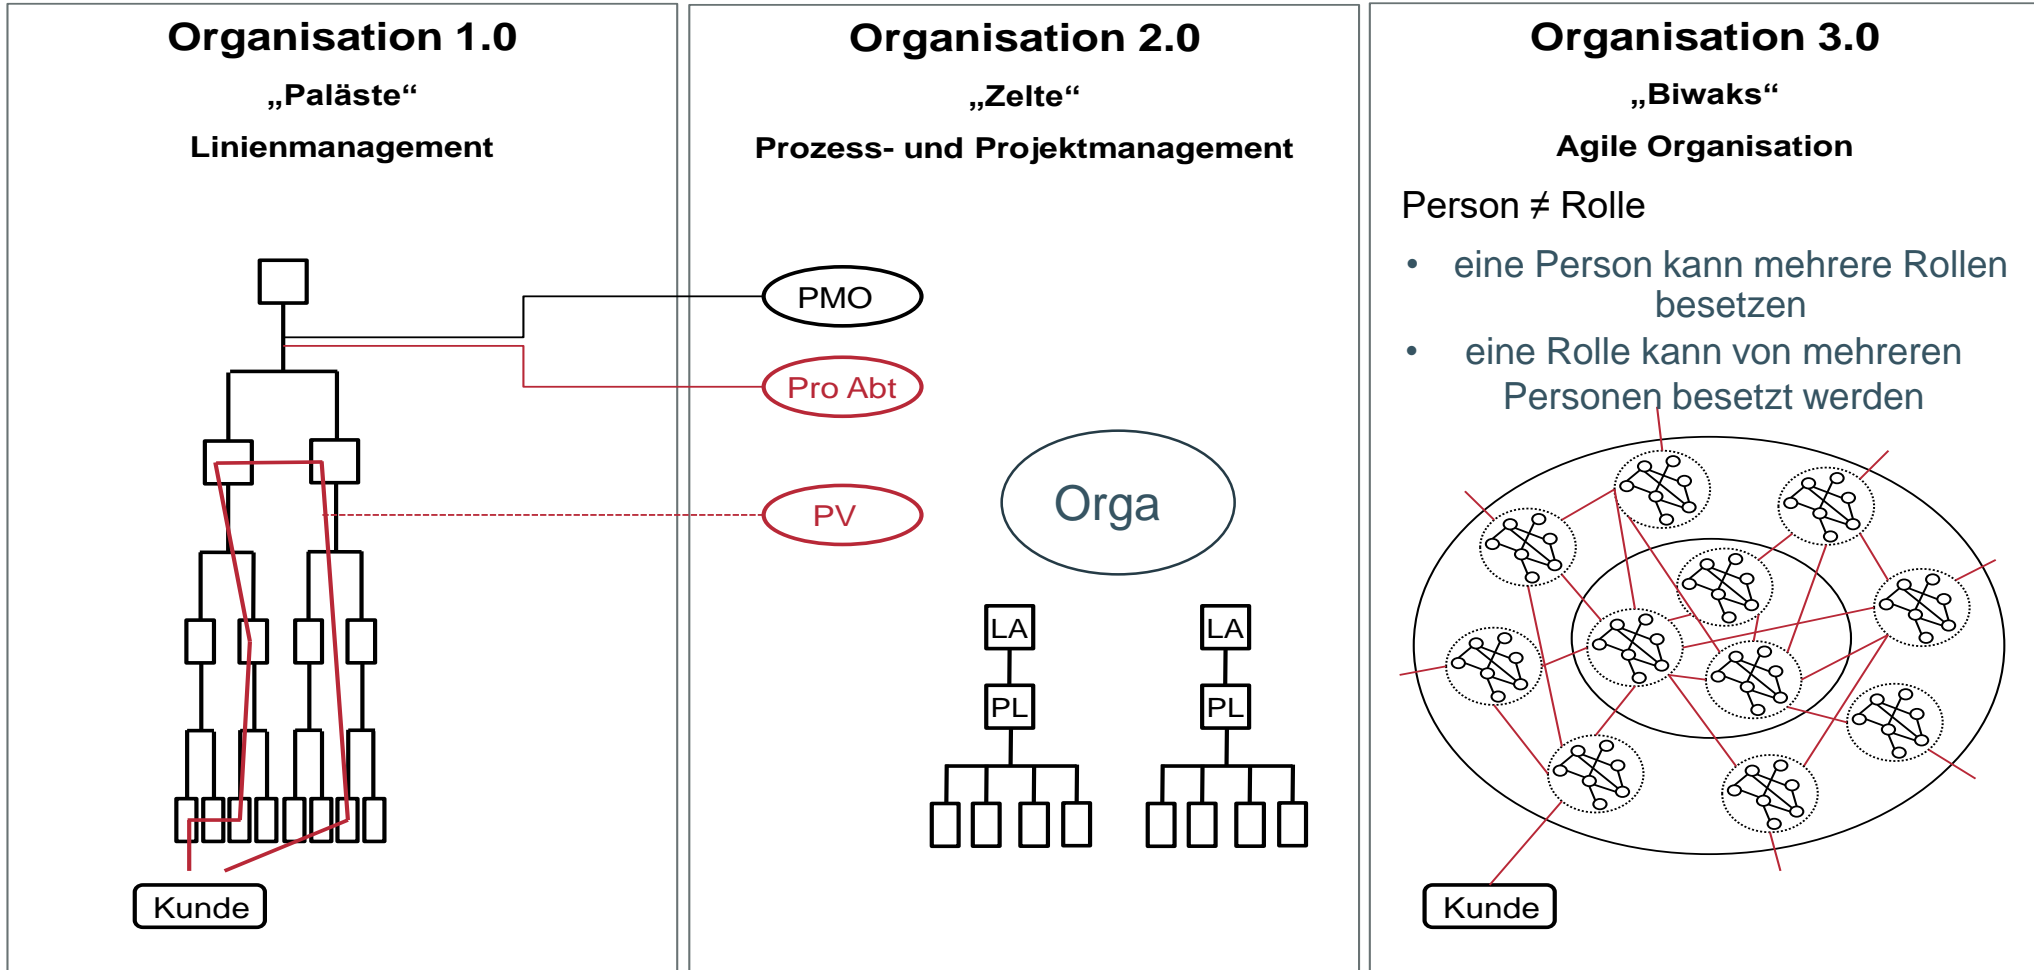 Organisation 1.0
„Paläste“
Linienmanagement
Kunde
Organisation 2.0
„Zelte“
Prozess- und Projektmanagement
PMO
Pro Abt
PV
Orga
LA
LA
PL
PL
Organisation 3.0
„Biwaks“
Agile Organisation
Person ≠ Rolle
• eine Person kann mehrere Rollen
besetzen
• eine Rolle kann von mehreren
Personen besetzt werden
Kunde